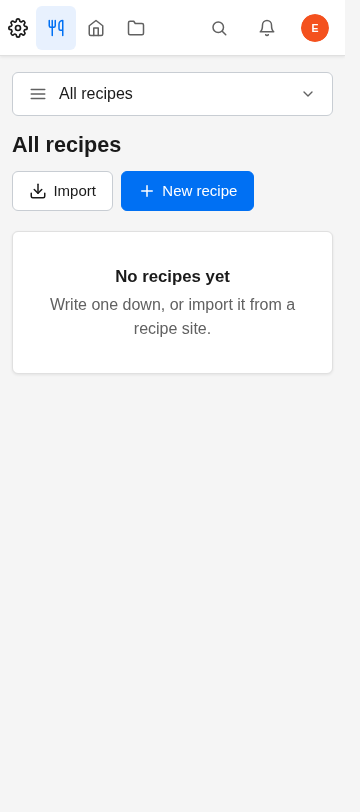 E
All recipes
All recipes
Import
New recipe
No recipes yet
Write one down, or import it from a
recipe site.